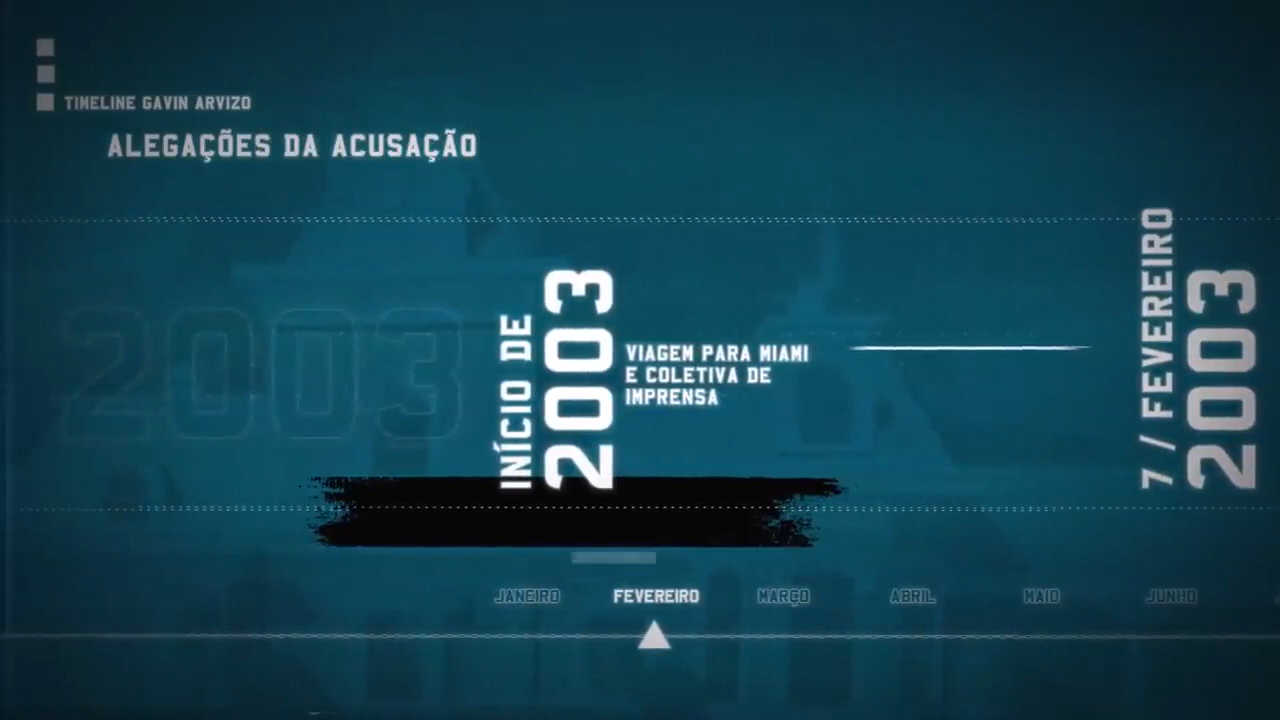 TIMELINE GAVIN ARVIZO
ALEGAÇÕES DA ACUSAÇÃO
2003
INÍCIO DE
2003
VIAGEM PARA MIAMI
E COLETIVA DE
IMPRENSA
7 / FEVEREIRO
2003
JANEIRO FEVEREIRO MARÇO ABRIL MAIO JUNHO